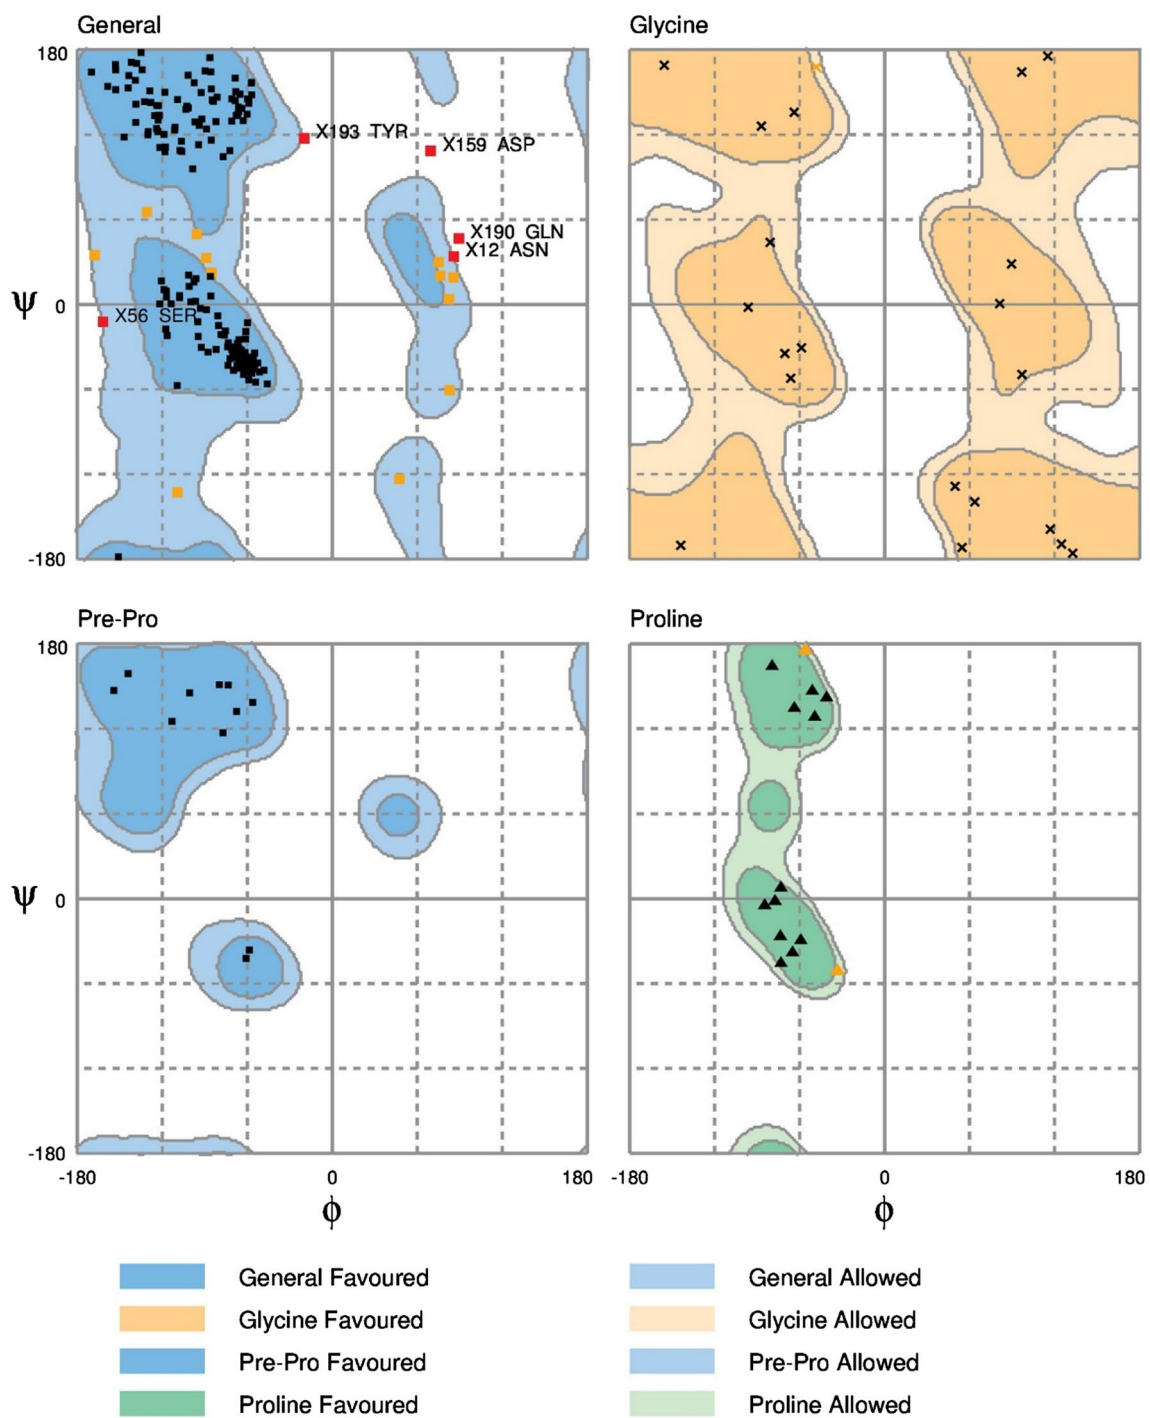 General
Glycine
180
X193 TYR
X159 ASP
X190 GLN
X12 ASN
ψ
0
X56 SER
-180
Pre-Pro
Proline
180
ψ
0
-180
-180
0
180
-180
0
180
ϕ
ϕ
General Favoured
General Allowed
Glycine Favoured
Glycine Allowed
Pre-Pro Favoured
Pre-Pro Allowed
Proline Favoured
Proline Allowed